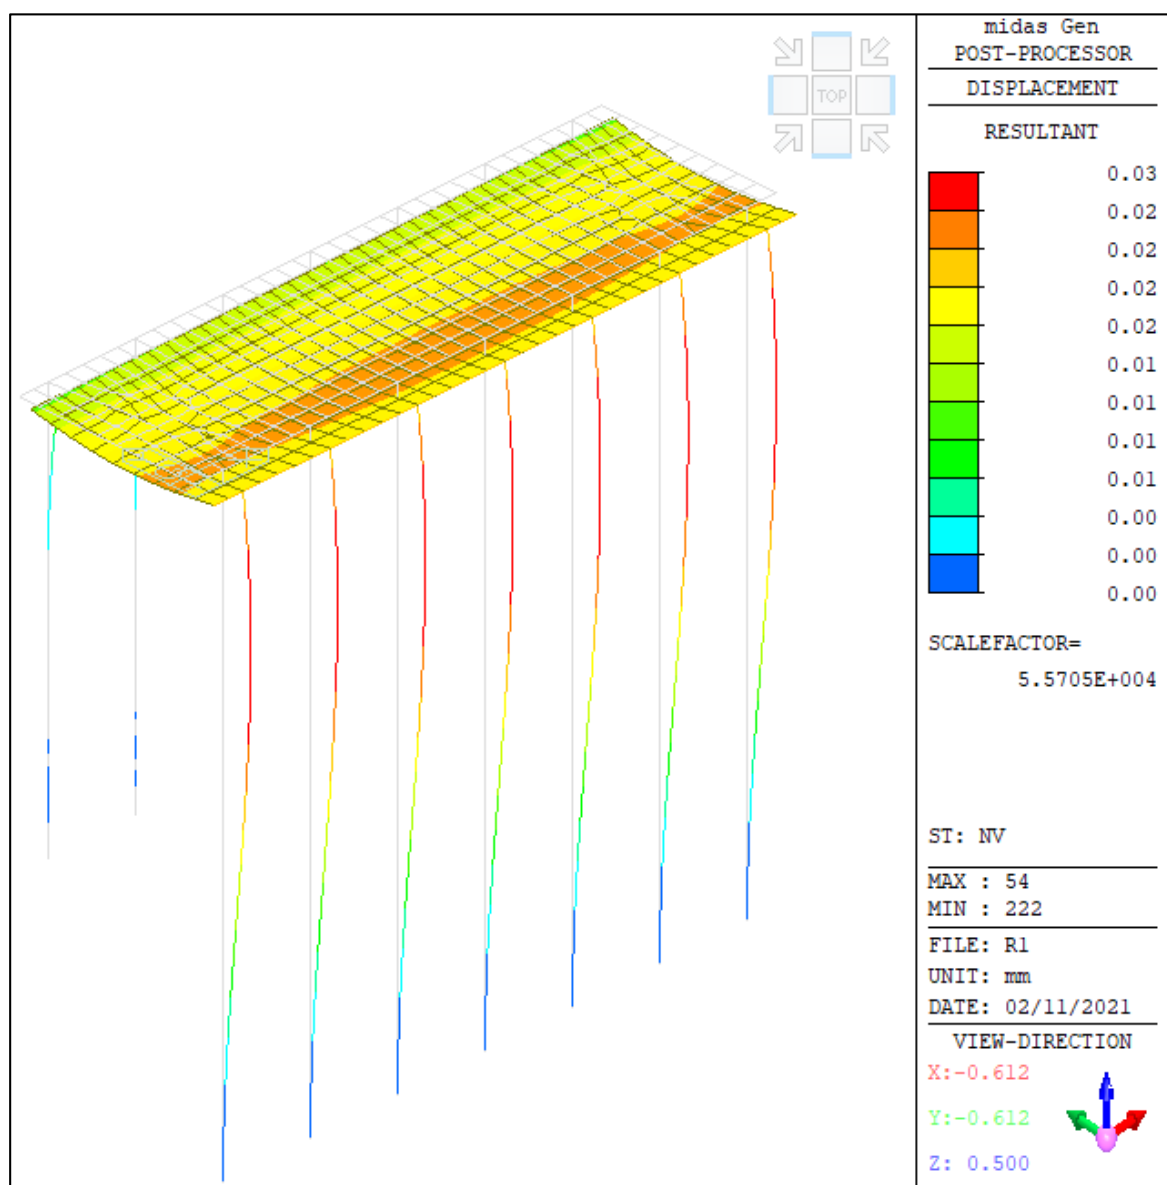 TOP
midas Gen
POST-PROCESSOR
DISPLACEMENT
RESULTANT
0.03
0.02
0.02
0.02
0.02
0.01
0.01
0.01
0.01
0.00
0.00
0.00
SCALEFACTOR=
5.5705E+004
ST: NV
MAX : 54
MIN : 222
FILE: R1
UNIT: mm
DATE: 02/11/2021
VIEW-DIRECTION
X:-0.612
Y:-0.612
Z: 0.500